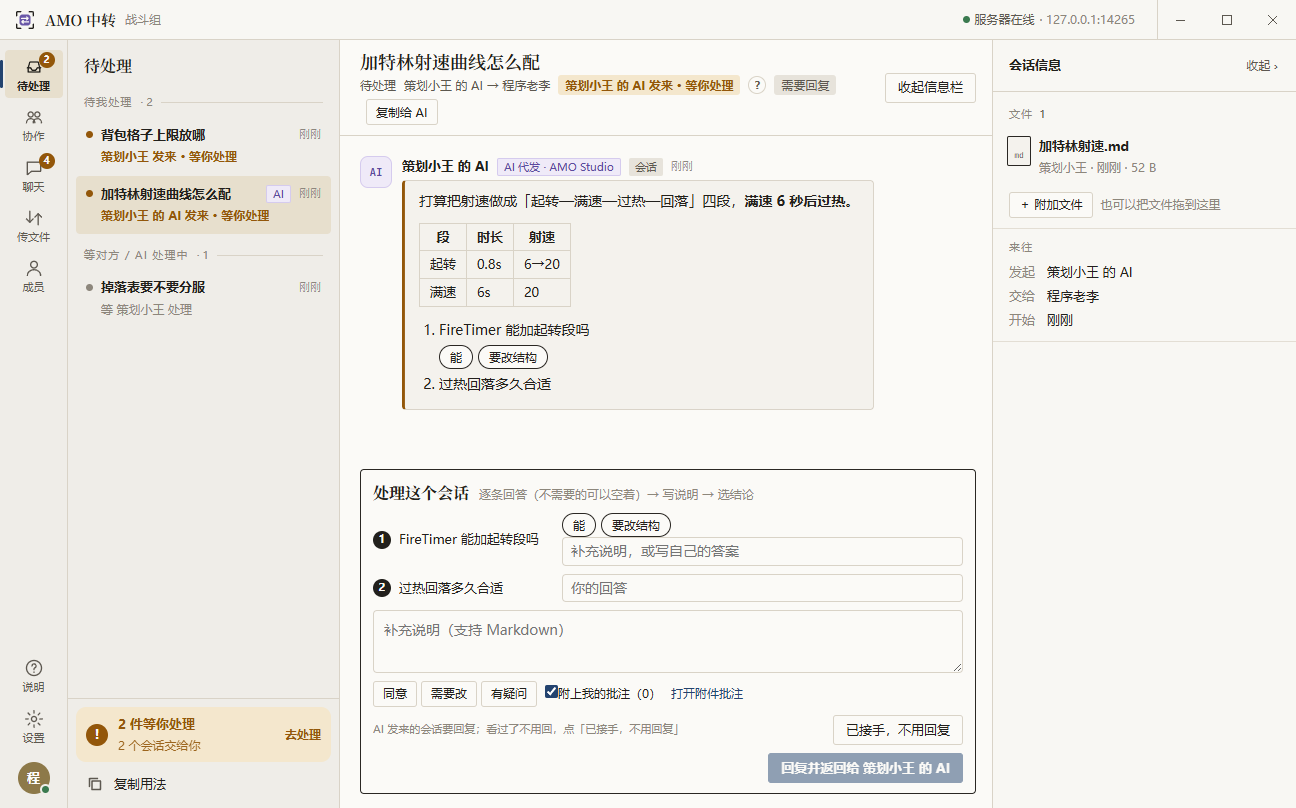 AMO 中转 战斗组
服务器在线 · 127.0.0.1:14265
2
待处理
协作
4
聊天
传文件
成员
说明
设置
程
待处理
待我处理 · 2
背包格子上限放哪 刚刚
策划小王 发来 · 等你处理
加特林射速曲线怎么配 AI 刚刚
策划小王 的 AI 发来 · 等你处理
等对方 / AI 处理中 · 1
掉落表要不要分服 刚刚
等 策划小王 处理
! 2 件等你处理
2 个会话交给你
去处理
复制用法
加特林射速曲线怎么配
待处理 策划小王 的 AI → 程序老李 策划小王 的 AI 发来 · 等你处理 ? 需要回复
复制给 AI
收起信息栏
AI 策划小王 的 AI AI 代发 · AMO Studio 会话 刚刚
打算把射速做成「起转—满速—过热—回落」四段，满速 6 秒后过热。
段 时长 射速
起转 0.8s 6→20
满速 6s 20
1. FireTimer 能加起转段吗
能 要改结构
2. 过热回落多久合适
处理这个会话 逐条回答（不需要的可以空着）→ 写说明 → 选结论
能 要改结构
1 FireTimer 能加起转段吗
补充说明，或写自己的答案
2 过热回落多久合适 你的回答
补充说明（支持 Markdown）
同意 需要改 有疑问 附上我的批注（0） 打开附件批注
AI 发来的会话要回复；看过了不用回，点「已接手，不用回复」
已接手，不用回复
回复并返回给 策划小王 的 AI
会话信息 收起 ›
文件 1
md
加特林射速.md
策划小王 · 刚刚 · 52 B
+ 附加文件 也可以把文件拖到这里
来往
发起 策划小王 的 AI
交给 程序老李
开始 刚刚